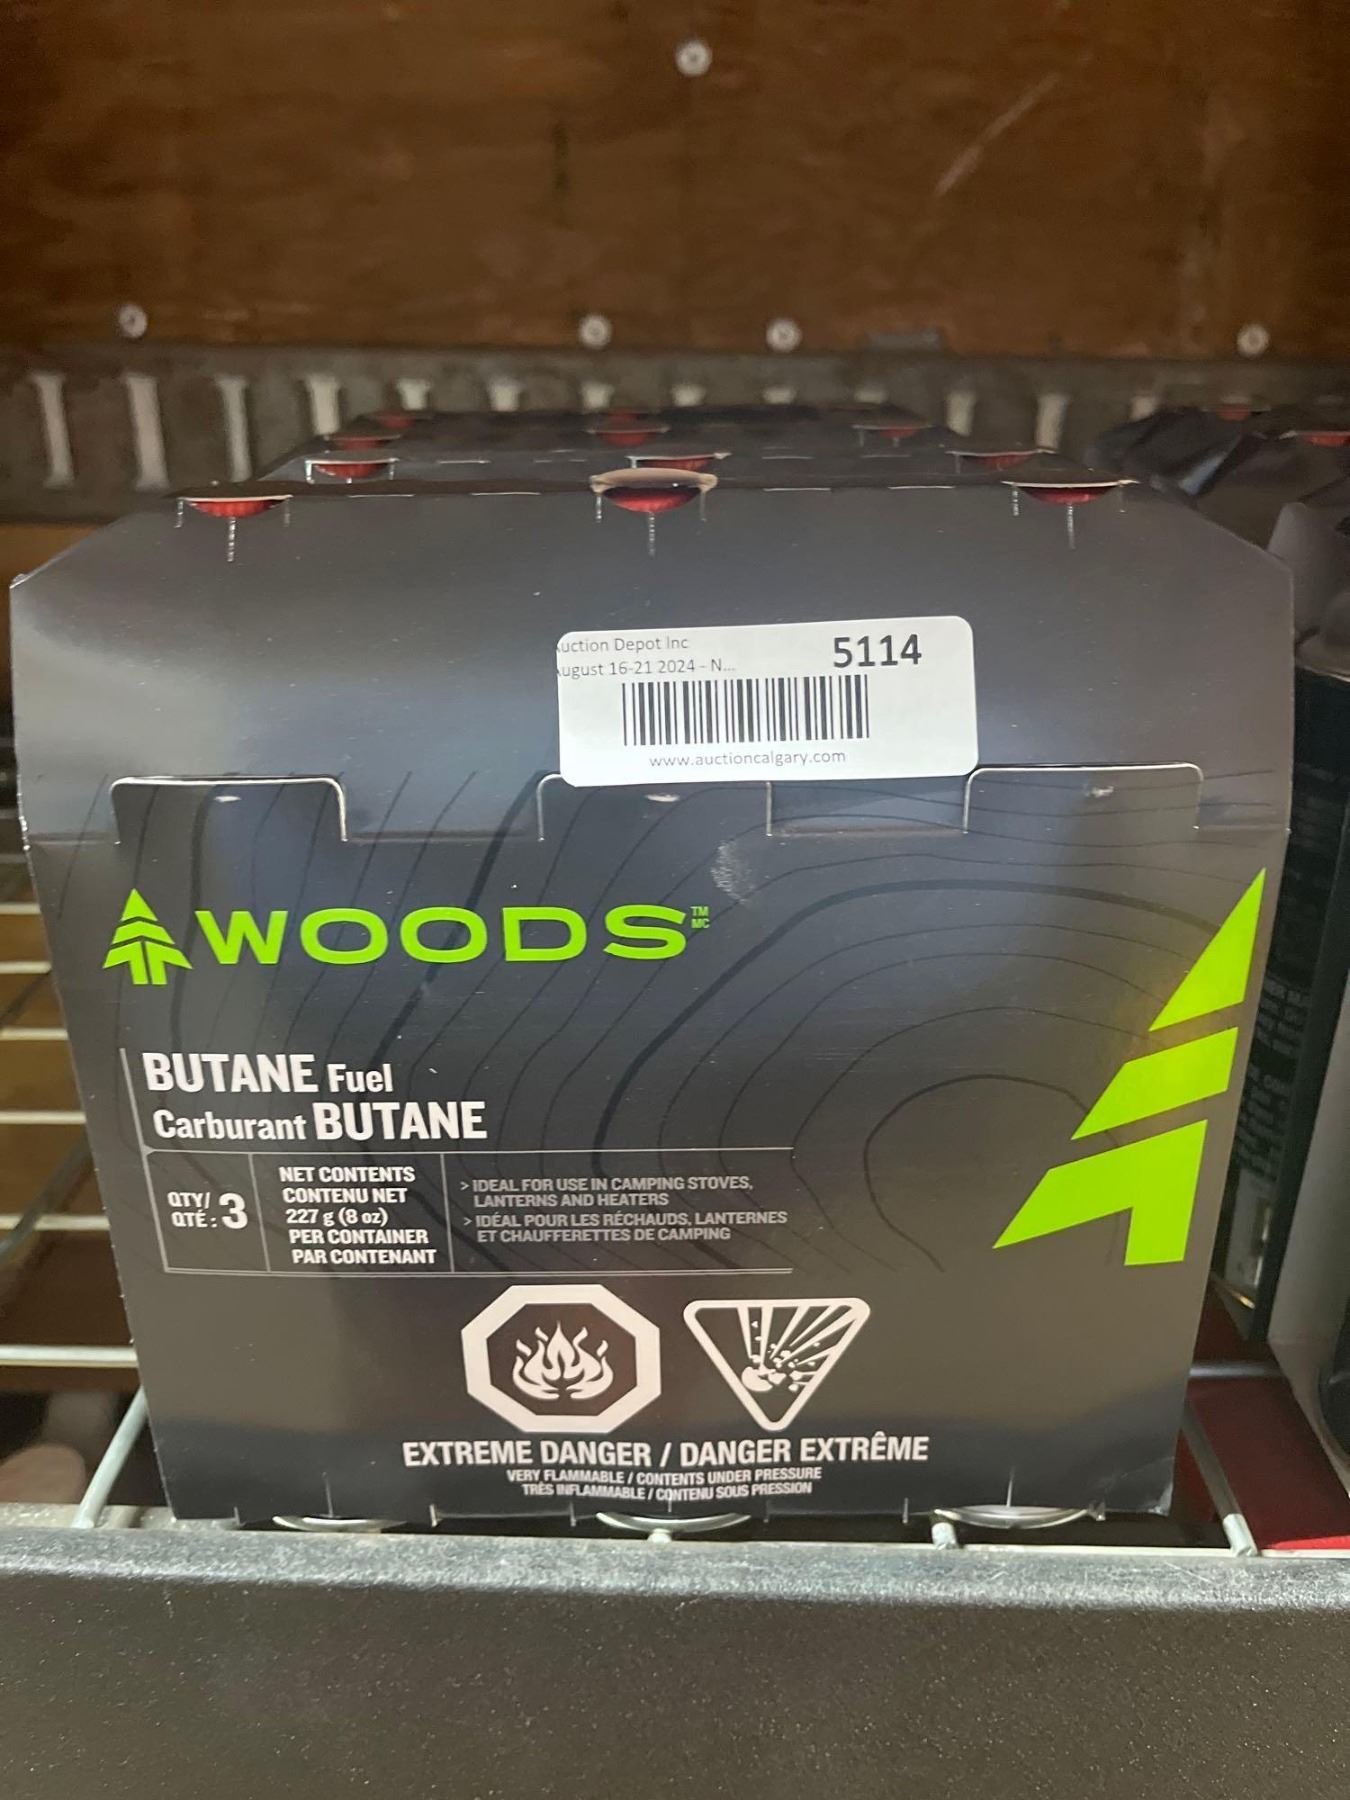 uction Depot Inc
ugust 16-21 2024 - N...
5114
www.auctioncalgary.com
WOODS TM MC
BUTANE Fuel
Carburant BUTANE
QTY/
QTÉ : 3
NET CONTENTS
CONTENU NET
227 g (8 oz)
PER CONTAINER
PAR CONTENANT
> IDEAL FOR USE IN CAMPING STOVES,
LANTERNS AND HEATERS
> IDÉAL POUR LES RÉCHAUDS, LANTERNES
ET CHAUFFERETTES DE CAMPING
EXTREME DANGER / DANGER EXTRÊME
VERY FLAMMABLE / CONTENTS UNDER PRESSURE
TRÈS INFLAMMABLE / CONTENU SOUS PRESSION